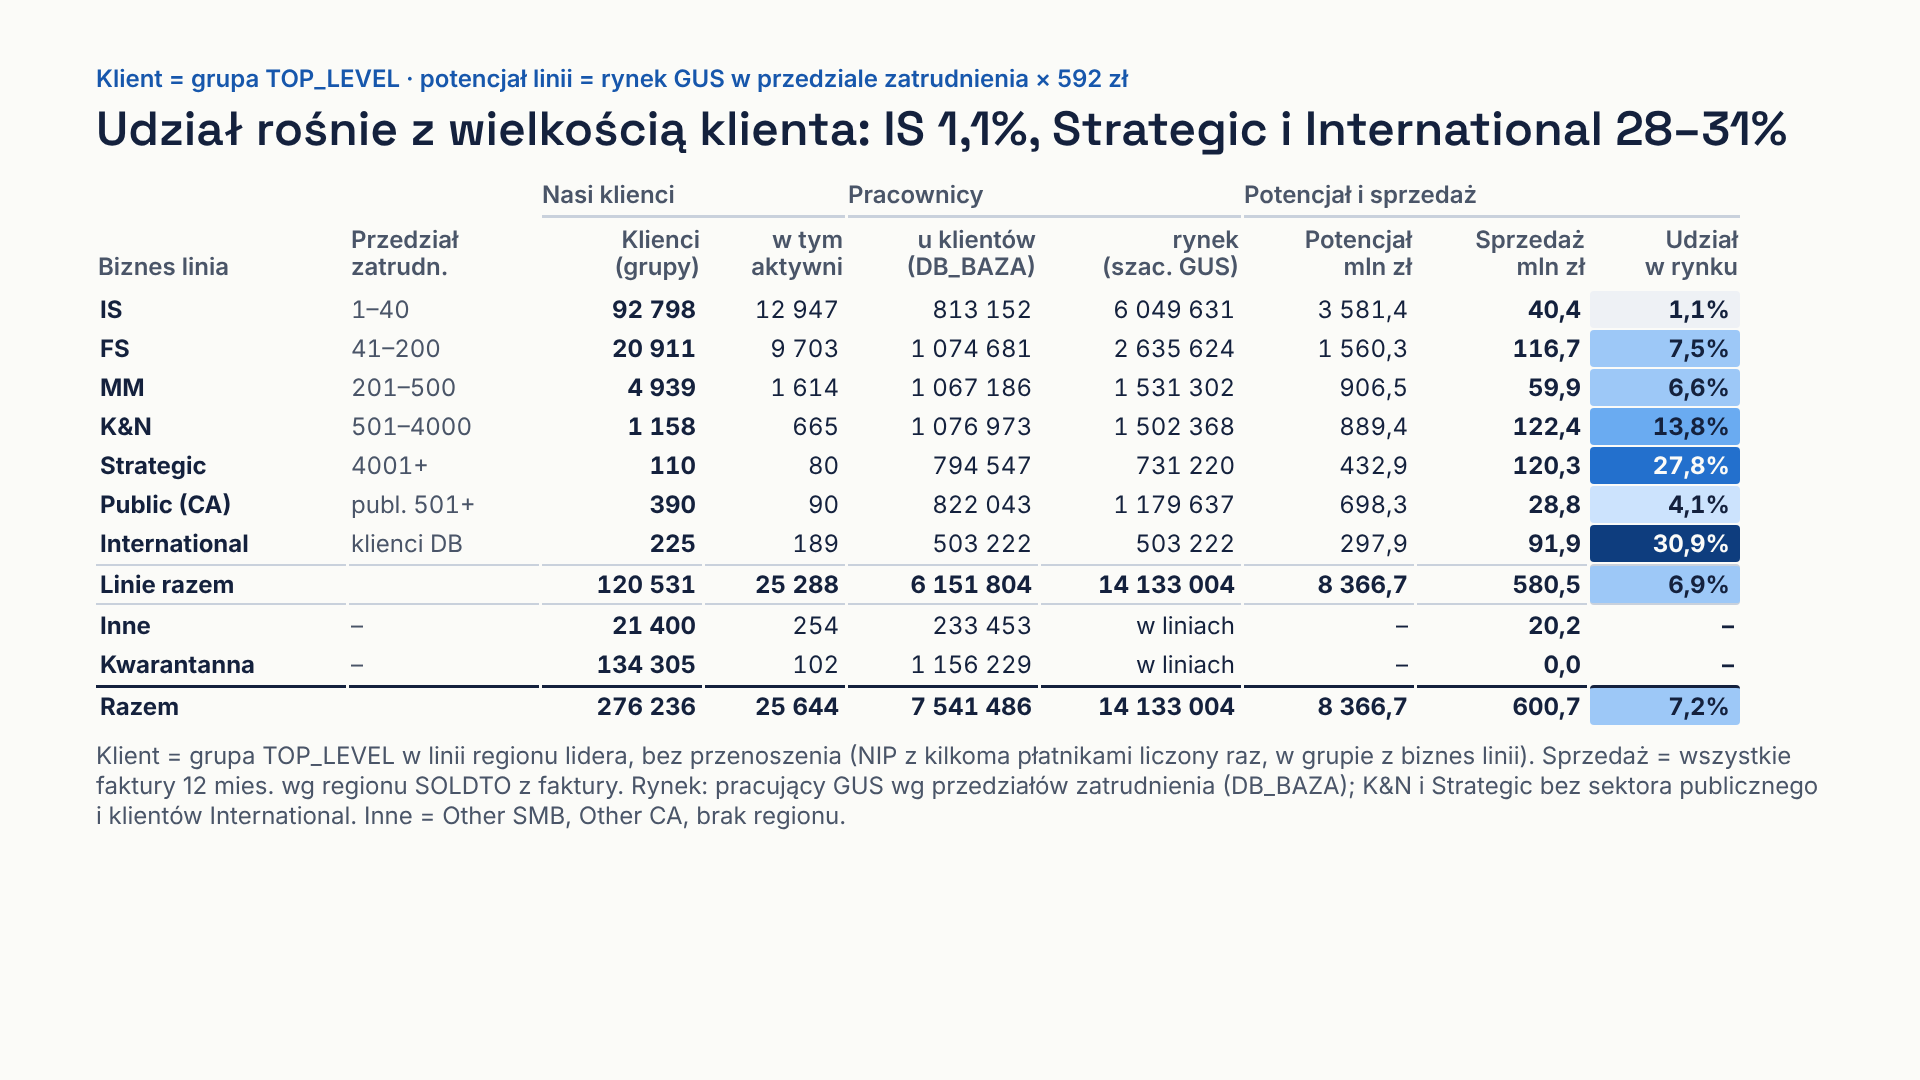 Klient = grupa TOP_LEVEL · potencjał linii = rynek GUS w przedziale zatrudnienia × 592 zł
Udział rośnie z wielkością klienta: IS 1,1%, Strategic i International 28–31%
Nasi klienci Pracownicy Potencjał i sprzedaż
Biznes linia Przedział zatrudn. Klienci (grupy) w tym aktywni u klientów (DB_BAZA) rynek (szac. GUS) Potencjał mln zł Sprzedaż mln zł Udział w rynku
IS 1–40 92 798 12 947 813 152 6 049 631 3 581,4 40,4 1,1%
FS 41–200 20 911 9 703 1 074 681 2 635 624 1 560,3 116,7 7,5%
MM 201–500 4 939 1 614 1 067 186 1 531 302 906,5 59,9 6,6%
K&N 501–4000 1 158 665 1 076 973 1 502 368 889,4 122,4 13,8%
Strategic 4001+ 110 80 794 547 731 220 432,9 120,3 27,8%
Public (CA) publ. 501+ 390 90 822 043 1 179 637 698,3 28,8 4,1%
International klienci DB 225 189 503 222 503 222 297,9 91,9 30,9%
Linie razem 120 531 25 288 6 151 804 14 133 004 8 366,7 580,5 6,9%
Inne – 21 400 254 233 453 w liniach – 20,2 –
Kwarantanna – 134 305 102 1 156 229 w liniach – 0,0 –
Razem 276 236 25 644 7 541 486 14 133 004 8 366,7 600,7 7,2%
Klient = grupa TOP_LEVEL w linii regionu lidera, bez przenoszenia (NIP z kilkoma płatnikami liczony raz, w grupie z biznes linii). Sprzedaż = wszystkie
faktury 12 mies. wg regionu SOLDTO z faktury. Rynek: pracujący GUS wg przedziałów zatrudnienia (DB_BAZA); K&N i Strategic bez sektora publicznego
i klientów International. Inne = Other SMB, Other CA, brak regionu.